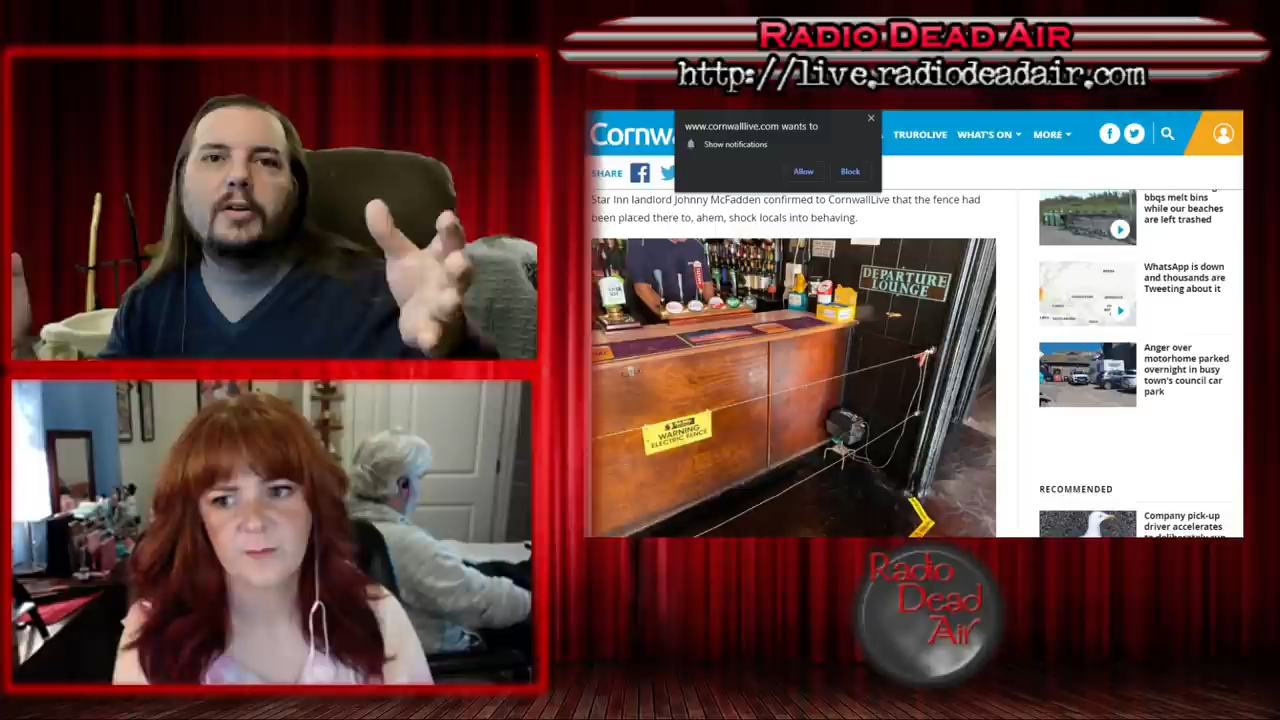 RADIO DEAD AIR
http://live.radiodeadair.com
Cornwa
www.cornwalllive.com wants to
Show notifications
Allow
Block
TRUROLIVE
WHAT'S ON
MORE
SHARE
Star Inn landlord Johnny McFadden confirmed to CornwallLive that the fence had
been placed there to, ahem, shock locals into behaving.
DEPARTURE
LOUNGE
WARNING
ELECTRIC FENCE
bbqs melt bins
while our beaches
are left trashed
WhatsApp is down
and thousands are
Tweeting about it
Anger over
motorhome parked
overnight in busy
town's council car
park
RECOMMENDED
Company pick-up
driver accelerates
Radio
Dead
Air